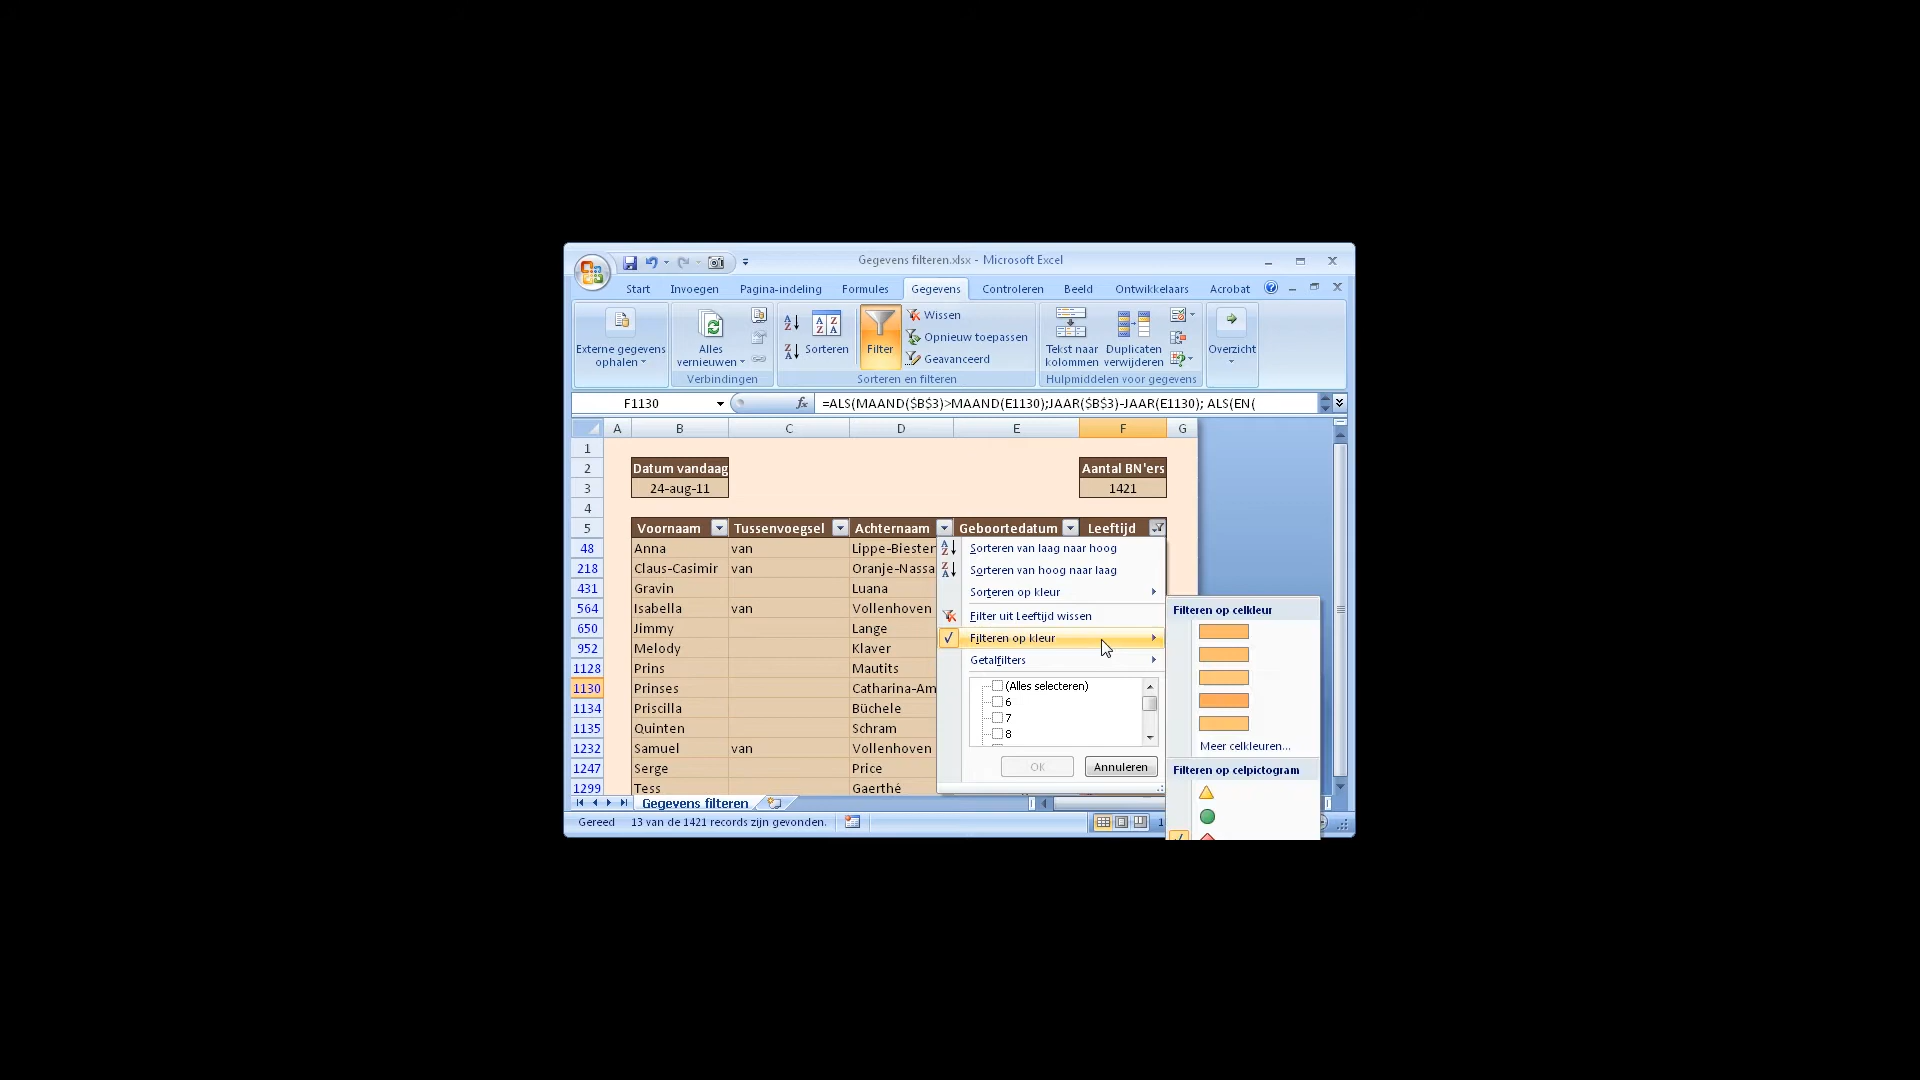 Gegevens filteren.xlsx - Microsoft Excel
Start Invoegen Pagina-indeling Formules Gegevens Controleren Beeld Ontwikkelaars Acrobat
Externe gegevens ophalen
Alles vernieuwen
Verbindingen
Sorteren
Filter
Wissen
Opnieuw toepassen
Geavanceerd
Sorteren en filteren
Tekst naar kolommen
Duplicaten verwijderen
Hulpmiddelen voor gegevens
Overzicht
F1130 fx =ALS(MAAND($B$3)>MAAND(E1130);JAAR($B$3)-JAAR(E1130); ALS(EN(
A B C D E F G
1
2 Datum vandaag Aantal BN'ers
3 24-aug-11 1421
4
5 Voornaam Tussenvoegsel Achternaam Geboortedatum Leeftijd
48 Anna van Lippe-Biester
218 Claus-Casimir van Oranje-Nassa
431 Gravin Luana
564 Isabella van Vollenhoven
650 Jimmy Lange
952 Melody Klaver
1128 Prins Mautits
1130 Prinses Catharina-Am
1134 Priscilla Büchele
1135 Quinten Schram
1232 Samuel van Vollenhoven
1247 Serge Price
1299 Tess Gaerthé
Sorteren van laag naar hoog
Sorteren van hoog naar laag
Sorteren op kleur
Filter uit Leeftijd wissen
Filteren op kleur
Getalfilters
(Alles selecteren)
6
7
8
OK Annuleren
Filteren op celkleur
Meer celkleuren...
Filteren op celpictogram
Gegevens filteren
Gereed 13 van de 1421 records zijn gevonden. 1